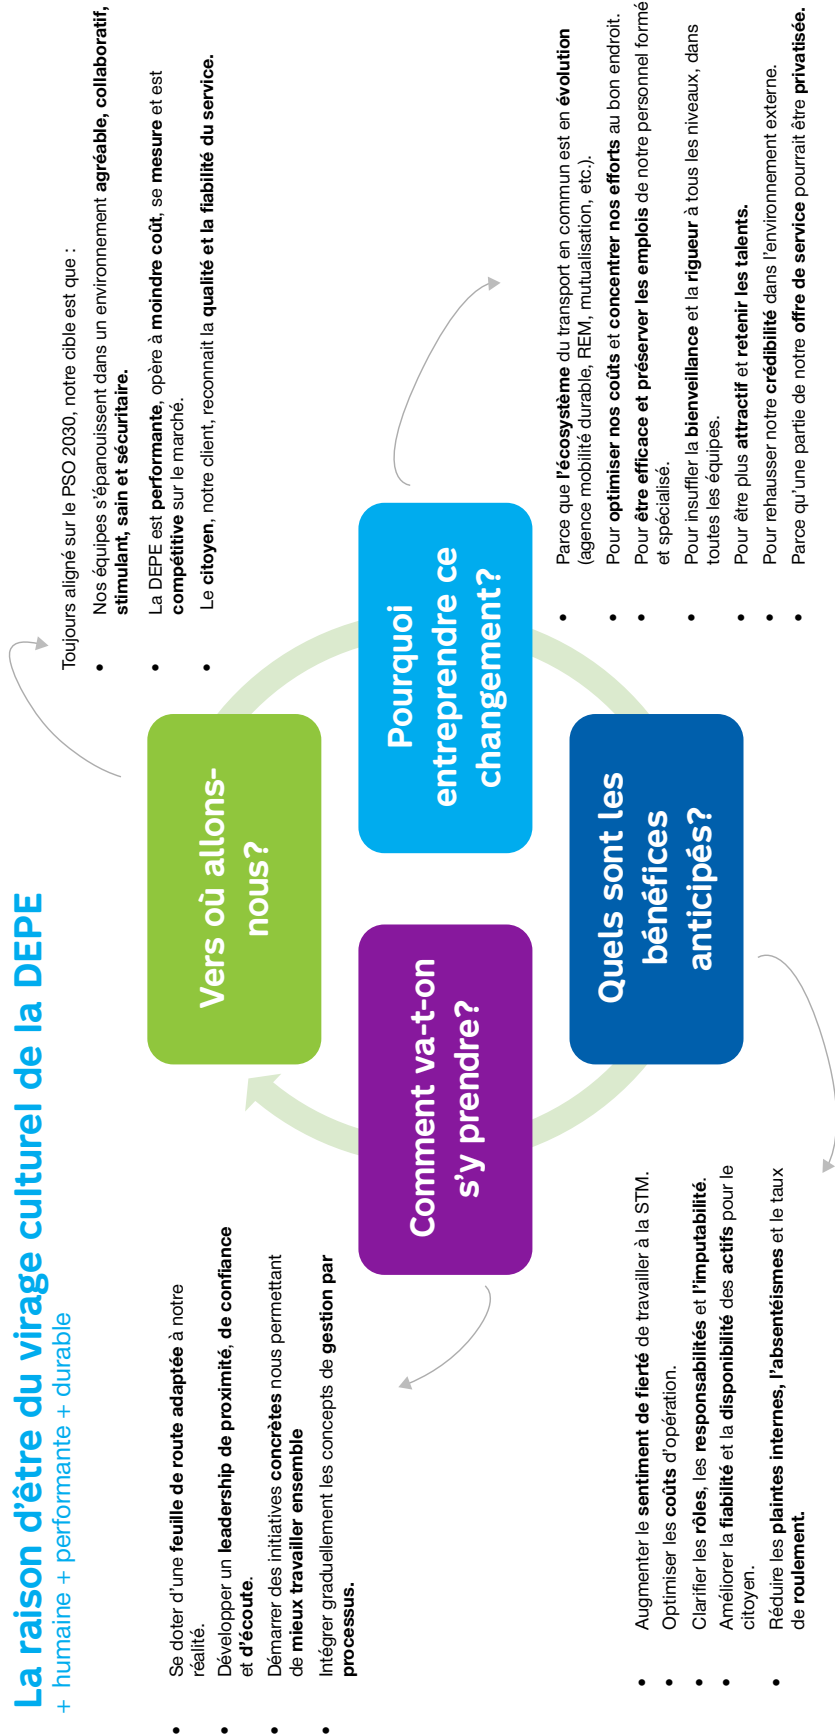 La raison d'être du virage culturel de la DEPE
+ humaine + performante + durable
Vers où allons-
nous?
Toujours aligné sur le PSO 2030, notre cible est que :
• Nos équipes s'épanouissent dans un environnement agréable, collaboratif,
stimulant, sain et sécuritaire.
• La DEPE est performante, opère à moindre coût, se mesure et est
compétitive sur le marché.
• Le citoyen, notre client, reconnait la qualité et la fiabilité du service.
Pourquoi
entreprendre ce
changement?
• Parce que l'écosystème du transport en commun est en évolution
(agence mobilité durable, REM, mutualisation, etc.).
• Pour optimiser nos coûts et concentrer nos efforts au bon endroit.
• Pour être efficace et préserver les emplois de notre personnel formé
et spécialisé.
• Pour insuffler la bienveillance et la rigueur à tous les niveaux, dans
toutes les équipes.
• Pour être plus attractif et retenir les talents.
• Pour rehausser notre crédibilité dans l'environnement externe.
• Parce qu'une partie de notre offre de service pourrait être privatisée.
Quels sont les
bénéfices
anticipés?
• Augmenter le sentiment de fierté de travailler à la STM.
• Optimiser les coûts d'opération.
• Clarifier les rôles, les responsabilités et l'imputabilité.
• Améliorer la fiabilité et la disponibilité des actifs pour le
citoyen.
• Réduire les plaintes internes, l'absentéismes et le taux
de roulement.
Comment va-t-on
s'y prendre?
• Se doter d'une feuille de route adaptée à notre
réalité.
• Développer un leadership de proximité, de confiance
et d'écoute.
• Démarrer des initiatives concrètes nous permettant
de mieux travailler ensemble
• Intégrer graduellement les concepts de gestion par
processus.